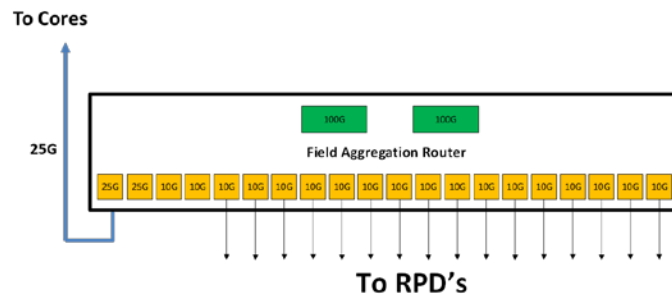 To Cores
25G
100G 100G
Field Aggregation Router
25G 25G 10G 10G 10G 10G 10G 10G 10G 10G 10G 10G 10G 10G 10G 10G 10G 10G 10G 10G
To RPD's